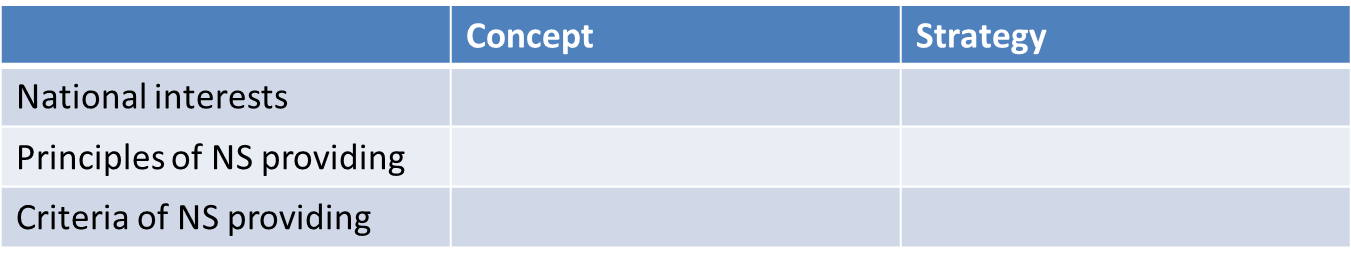 Concept Strategy
National interests
Principles of NS providing
Criteria of NS providing